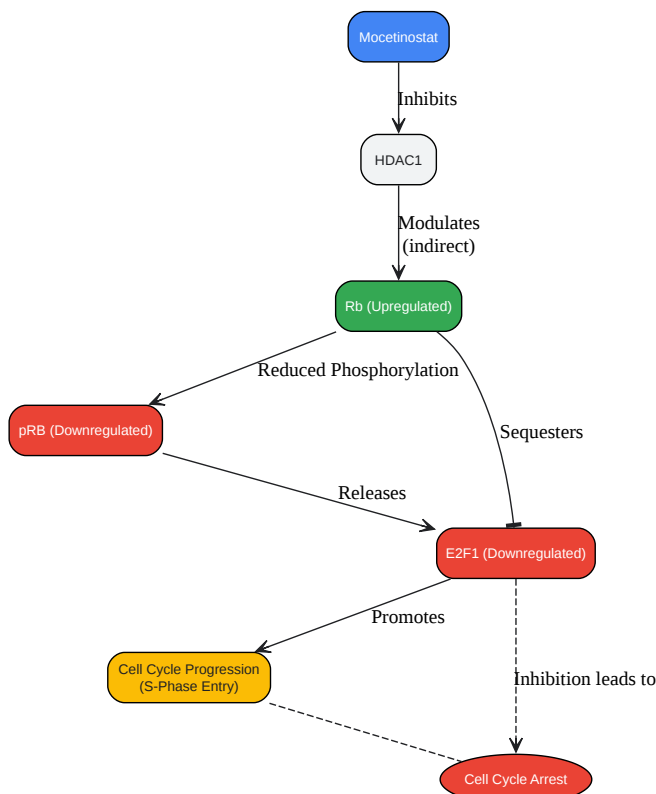 Mocetinostat
Inhibits
HDAC1
Modulates
(indirect)
Rb (Upregulated)
Reduced Phosphorylation
pRB (Downregulated)
Sequesters
Releases
E2F1 (Downregulated)
Promotes
Cell Cycle Progression
(S-Phase Entry)
Inhibition leads to
Cell Cycle Arrest